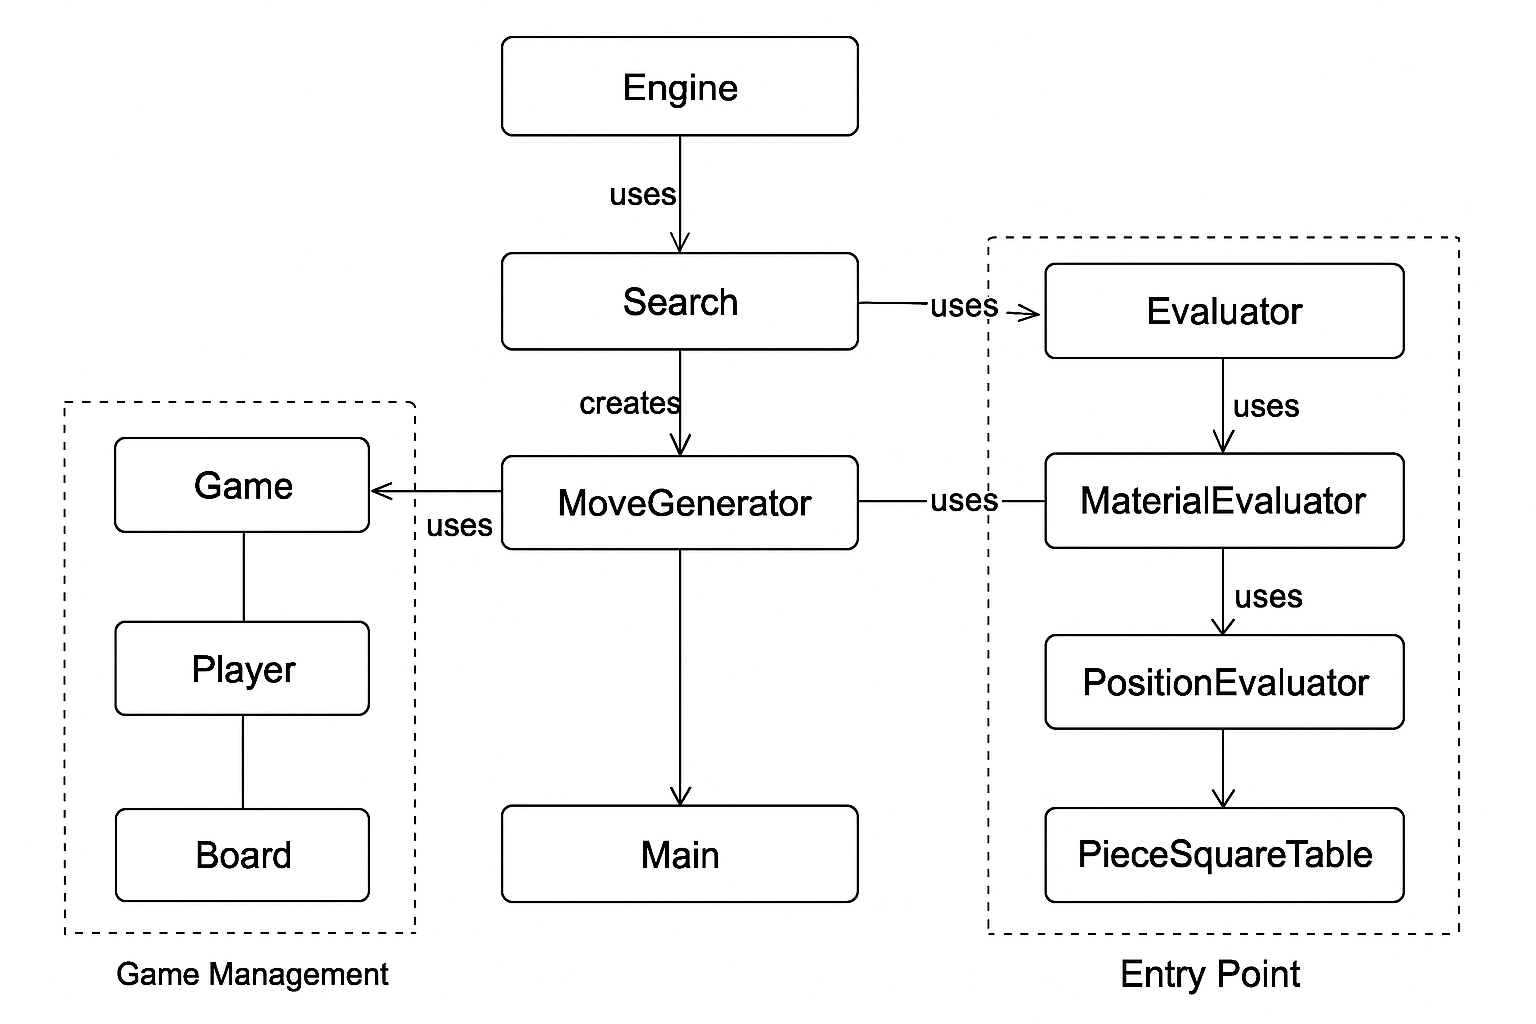 Engine
uses
Search
uses
Evaluator
creates
uses
Game
uses
MoveGenerator
uses
MaterialEvaluator
uses
Player
PositionEvaluator
Board
Main
PieceSquareTable
Game Management
Entry Point